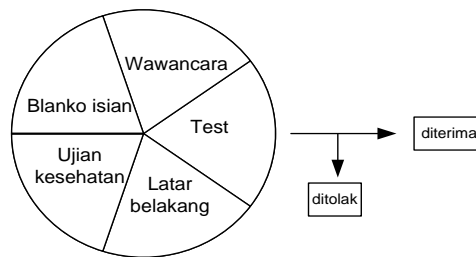 Wawancara
Blanko isian
Test
Ujian
kesehatan
Latar
belakang
diterima
ditolak